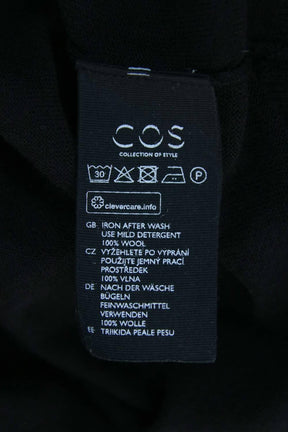 COS
COLLECTION OF STYLE
30 P
clevercare.info
GB IRON AFTER WASH
USE MILD DETERGENT
100% WOOL
CZ VYŽEHLETE PO VYPRÁNÍ
POUŽIJTE JEMNÝ PRACÍ
PROSTŘEDEK
100% VLNA
DE NACH DER WÄSCHE
BÜGELN
FEINWASCHMITTEL
VERWENDEN
100% WOLLE
EE TRIIKIDA PEALE PESU